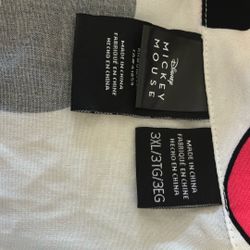 Disney
MICKEY
MOUSE
MADE IN CHINA
FABRIQUÉ EN CHINE
HECHO EN CHINA
3XL/3TG/3EG
MADE IN CHINA
FABRIQUÉ EN CHINE
HECHO EN CHINA